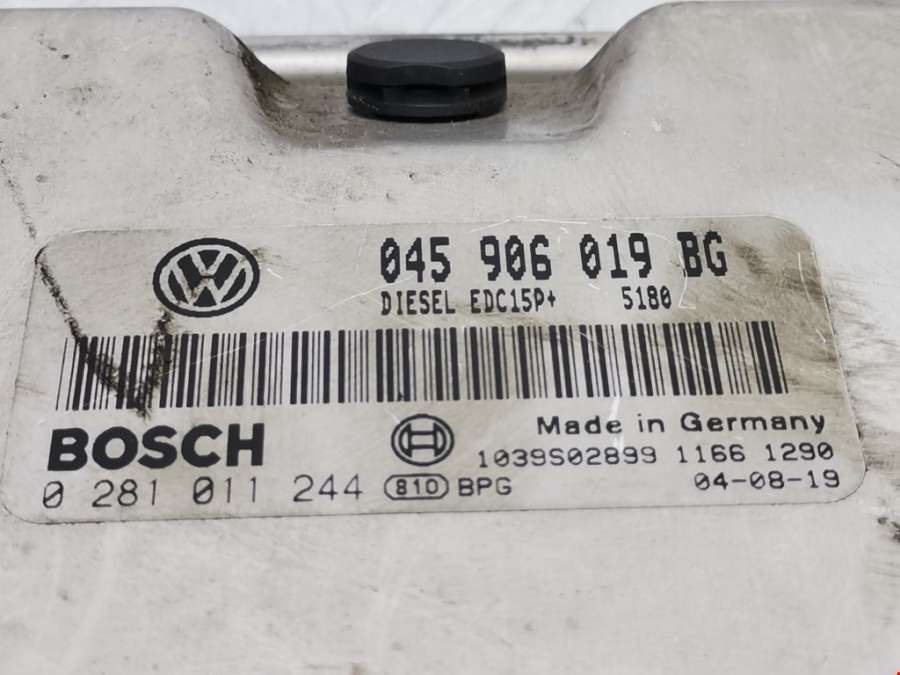 045 906 019 BG
DIESEL EDC15P+ 5180
BOSCH
Made in Germany
1039S02899 1166 1290
0 281 011 244 810 BPG 04-08-19